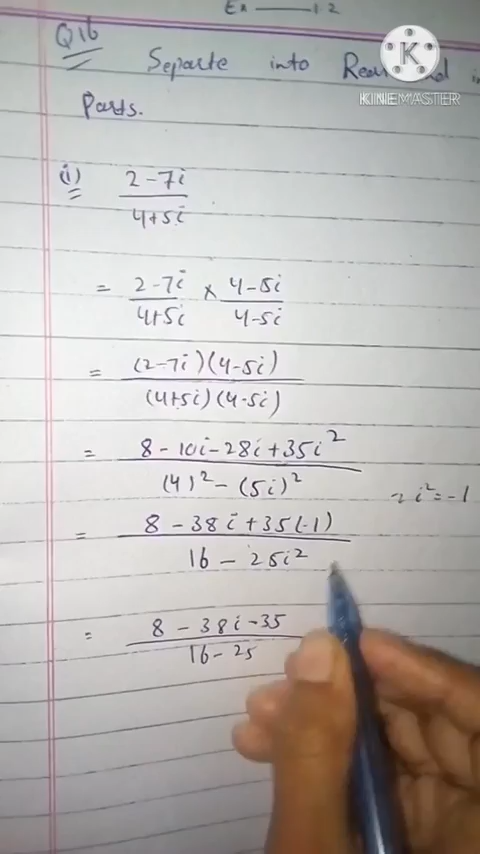 Ex 1.2
Q16
Separte into Real
Parts.
KINEMASTER
(i) 2-7i / 4+5i
= 2-7i / 4+5i × 4-5i / 4-5i
= (2-7i)(4-5i) / (4+5i)(4-5i)
= 8-10i-28i+35i² / (4)²-(5i)²
∵ i²=-1
= 8-38i+35(-1) / 16-25i²
= 8-38i-35 / 16-25